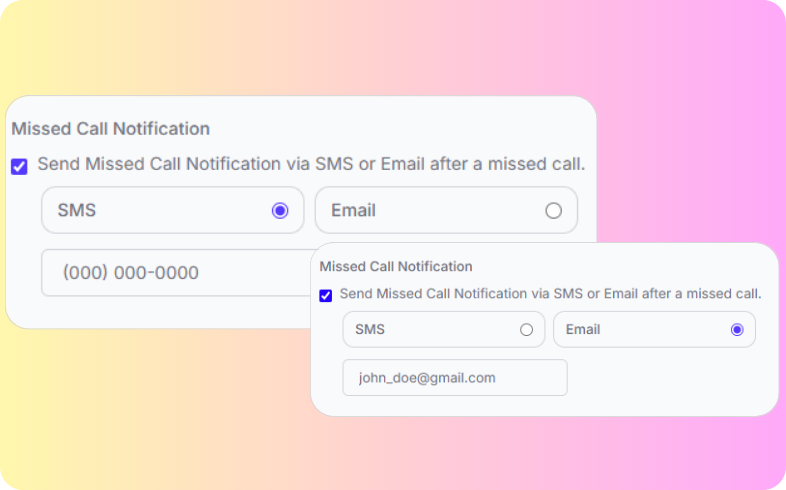 Missed Call Notification
Send Missed Call Notification via SMS or Email after a missed call.
SMS
Email
(000) 000-0000
Missed Call Notification
Send Missed Call Notification via SMS or Email after a missed call.
SMS
Email
john_doe@gmail.com